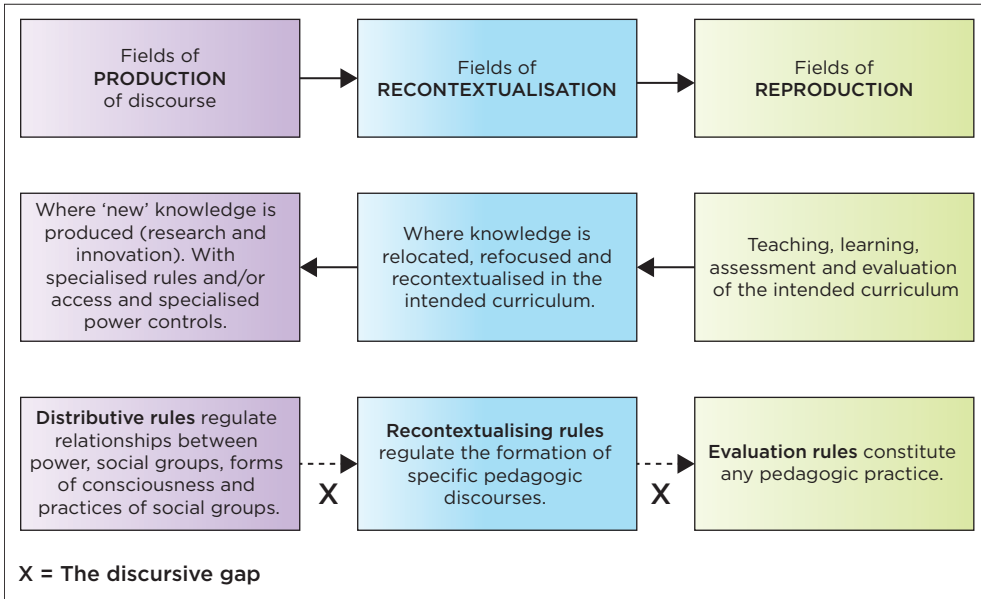 Fields of
PRODUCTION
of discourse
Fields of
RECONTEXTUALISATION
Fields of
REPRODUCTION
Where ‘new’ knowledge is
produced (research and
innovation). With
specialised rules and/or
access and specialised
power controls.
Where knowledge is
relocated, refocused and
recontextualised in the
intended curriculum.
Teaching, learning,
assessment and evaluation
of the intended curriculum
Distributive rules regulate
relationships between
power, social groups, forms
of consciousness and
practices of social groups.
X
Recontextualising rules
regulate the formation of
specific pedagogic
discourses.
X
Evaluation rules constitute
any pedagogic practice.
X = The discursive gap